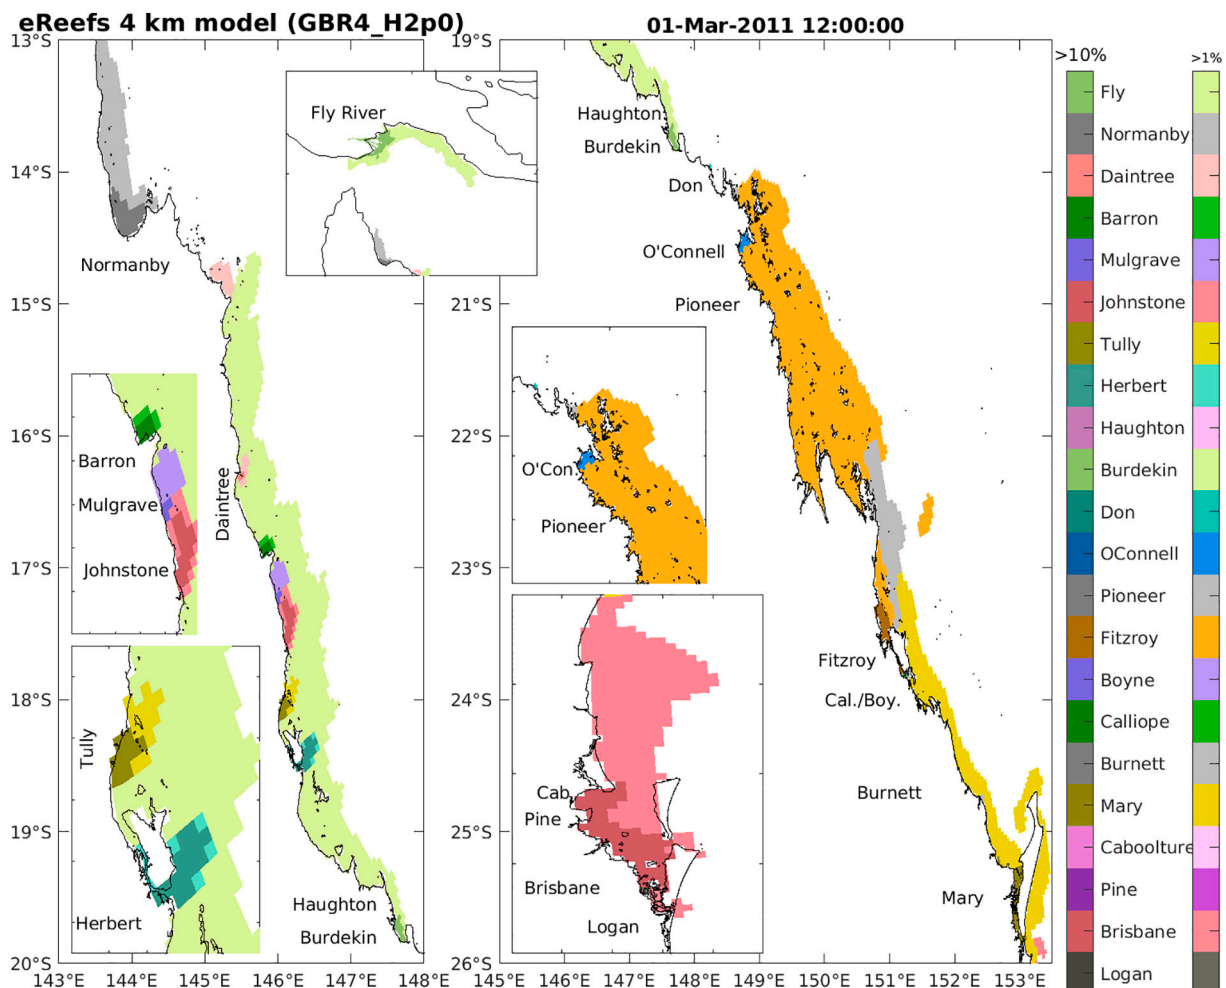 eReefs 4 km model (GBR4_H2p0)
01-Mar-2011 12:00:00
13°S
14°S
15°S
16°S
17°S
18°S
19°S
20°S
143°E
144°E
145°E
146°E
147°E
148°E
Fly River
Normanby
Daintree
Barron
Mulgrave
Johnstone
Tully
Herbert
Haughton
Burdekin
19°S
20°S
21°S
22°S
23°S
24°S
25°S
26°S
145°E
146°E
147°E
148°E
149°E
150°E
151°E
152°E
153°E
Haughton
Burdekin
Don
O'Connell
Pioneer
O'Con.
Pioneer
Cab.
Pine
Brisbane
Logan
Fitzroy
Cal./Boy.
Burnett
Mary
>10%
>1%
Fly
Normanby
Daintree
Barron
Mulgrave
Johnstone
Tully
Herbert
Haughton
Burdekin
Don
OConnell
Pioneer
Fitzroy
Boyne
Calliope
Burnett
Mary
Caboolture
Pine
Brisbane
Logan